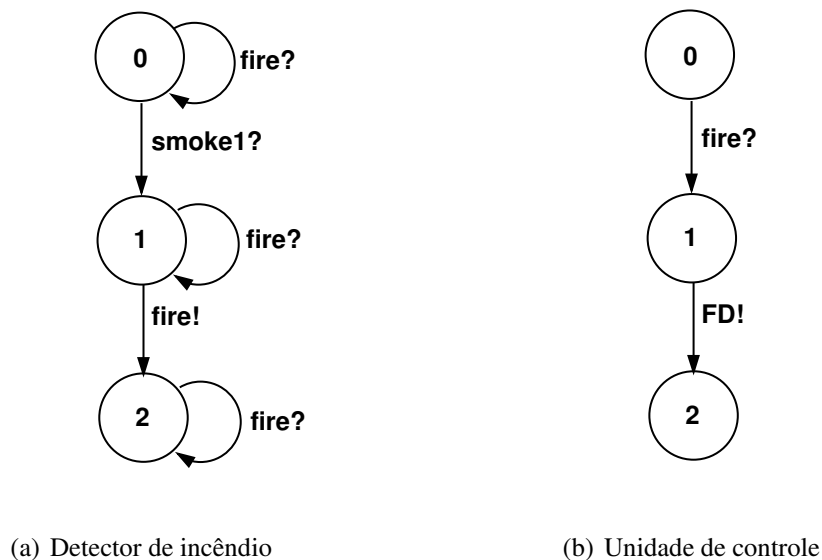 0
fire?
smoke1?
1
fire?
fire!
2
fire?
(a) Detector de incêndio
0
fire?
1
FD!
2
(b) Unidade de controle